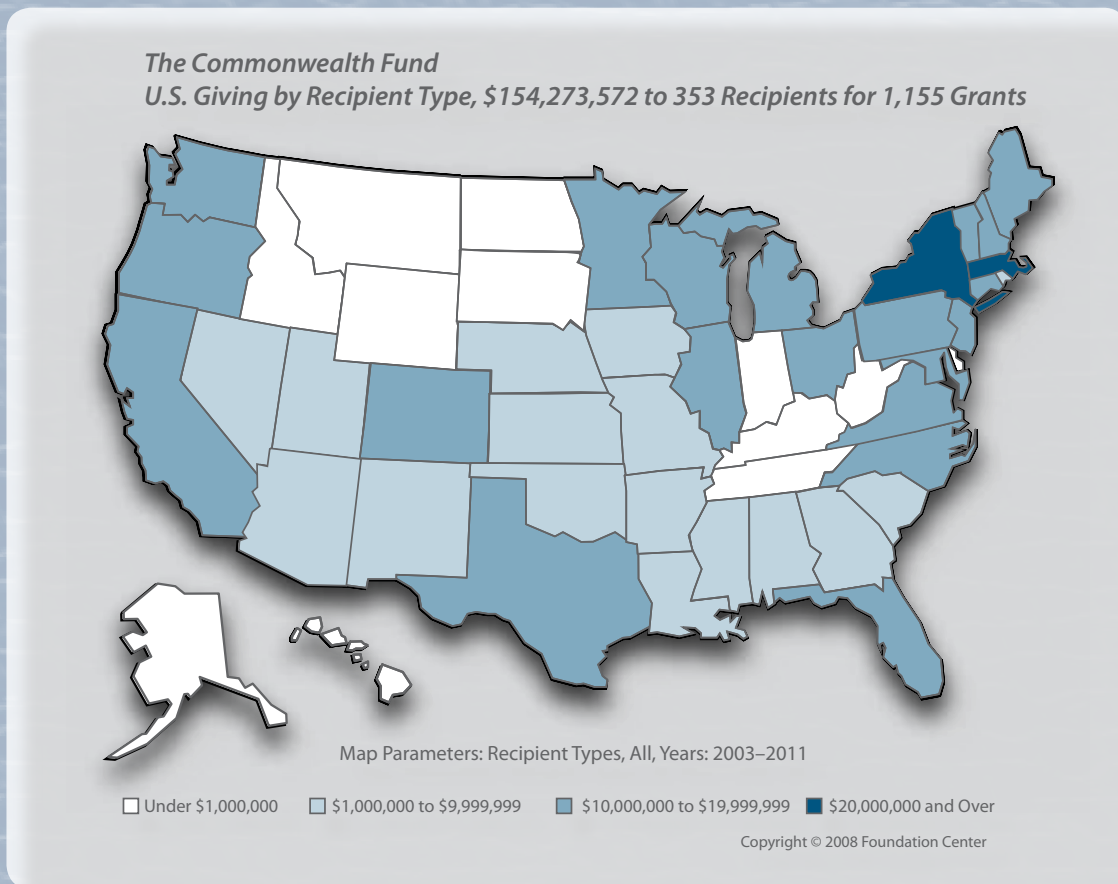 The Commonwealth Fund
U.S. Giving by Recipient Type, $154,273,572 to 353 Recipients for 1,155 Grants
Map Parameters: Recipient Types, All, Years: 2003–2011
Under $1,000,000
$1,000,000 to $9,999,999
$10,000,000 to $19,999,999
$20,000,000 and Over
Copyright © 2008 Foundation Center